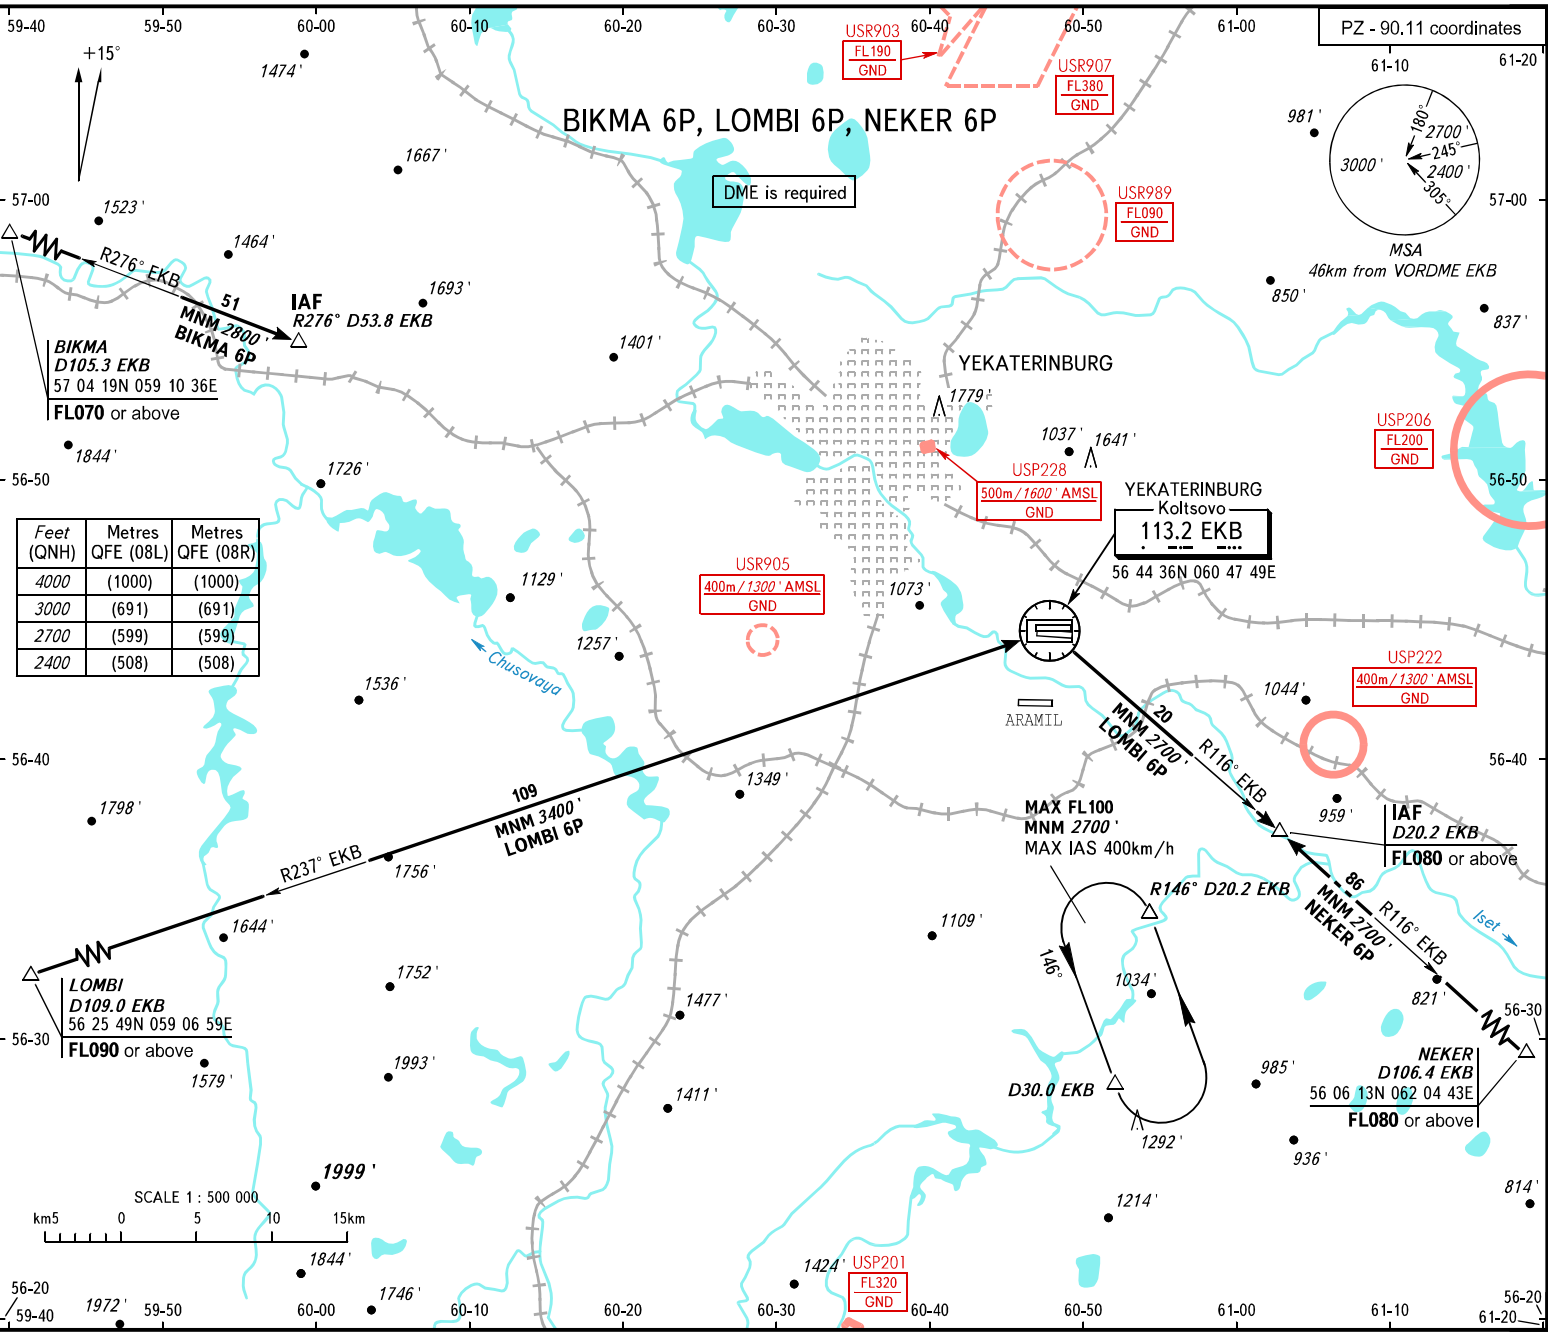 59-40
59-50
60-00
60-10
60-20
60-30
60-40
60-50
61-00
PZ - 90.11 coordinates
61-10
61-20
+15°
1474'
USR903
FL190
GND
USR907
FL380
GND
BIKMA 6P, LOMBI 6P, NEKER 6P
DME is required
981'
180°
2700'
245°
2400'
305°
3000'
MSA
46km from VORDME EKB
1667'
57-00
57-00
1523'
1464'
USR989
FL090
GND
R276° EKB
51
MNM 2800'
BIKMA 6P
IAF
R276° D53.8 EKB
1693'
850'
837'
BIKMA
D105.3 EKB
57 04 19N 059 10 36E
FL070 or above
1401'
YEKATERINBURG
1779'
1844'
1726'
1037'
1641'
USP206
FL200
GND
56-50
56-50
USP228
500m/1600' AMSL
GND
YEKATERINBURG
Koltsovo
113.2 EKB
56 44 36N 060 47 49E
Feet (QNH)
Metres QFE (08L)
Metres QFE (08R)
4000 (1000) (1000)
3000 (691) (691)
2700 (599) (599)
2400 (508) (508)
1129'
USR905
400m/1300' AMSL
GND
1073'
1257'
Chusovaya
1536'
USP222
400m/1300' AMSL
GND
1044'
ARAMIL
20
MNM 2700'
LOMBI 6P
R116° EKB
56-40
56-40
1798'
109
MNM 3400'
LOMBI 6P
1349'
959'
MAX FL100
MNM 2700'
MAX IAS 400km/h
IAF
D20.2 EKB
FL080 or above
R237° EKB
1756'
R146° D20.2 EKB
86
MNM 2700'
NEKER 6P
R116° EKB
Iset
1644'
1109'
146°
1034'
821'
LOMBI
D109.0 EKB
56 25 49N 059 06 59E
FL090 or above
1752'
1477'
56-30
56-30
1579'
1993'
1411'
D30.0 EKB
1292'
985'
NEKER
D106.4 EKB
56 06 13N 062 04 43E
FL080 or above
936'
1999'
SCALE 1 : 500 000
km5 0 5 10 15km
1214'
814'
1844'
1424'
USP201
FL320
GND
1746'
1972'
56-20
56-20
59-40
59-50
60-00
60-10
60-20
60-30
60-40
60-50
61-00
61-10
61-20